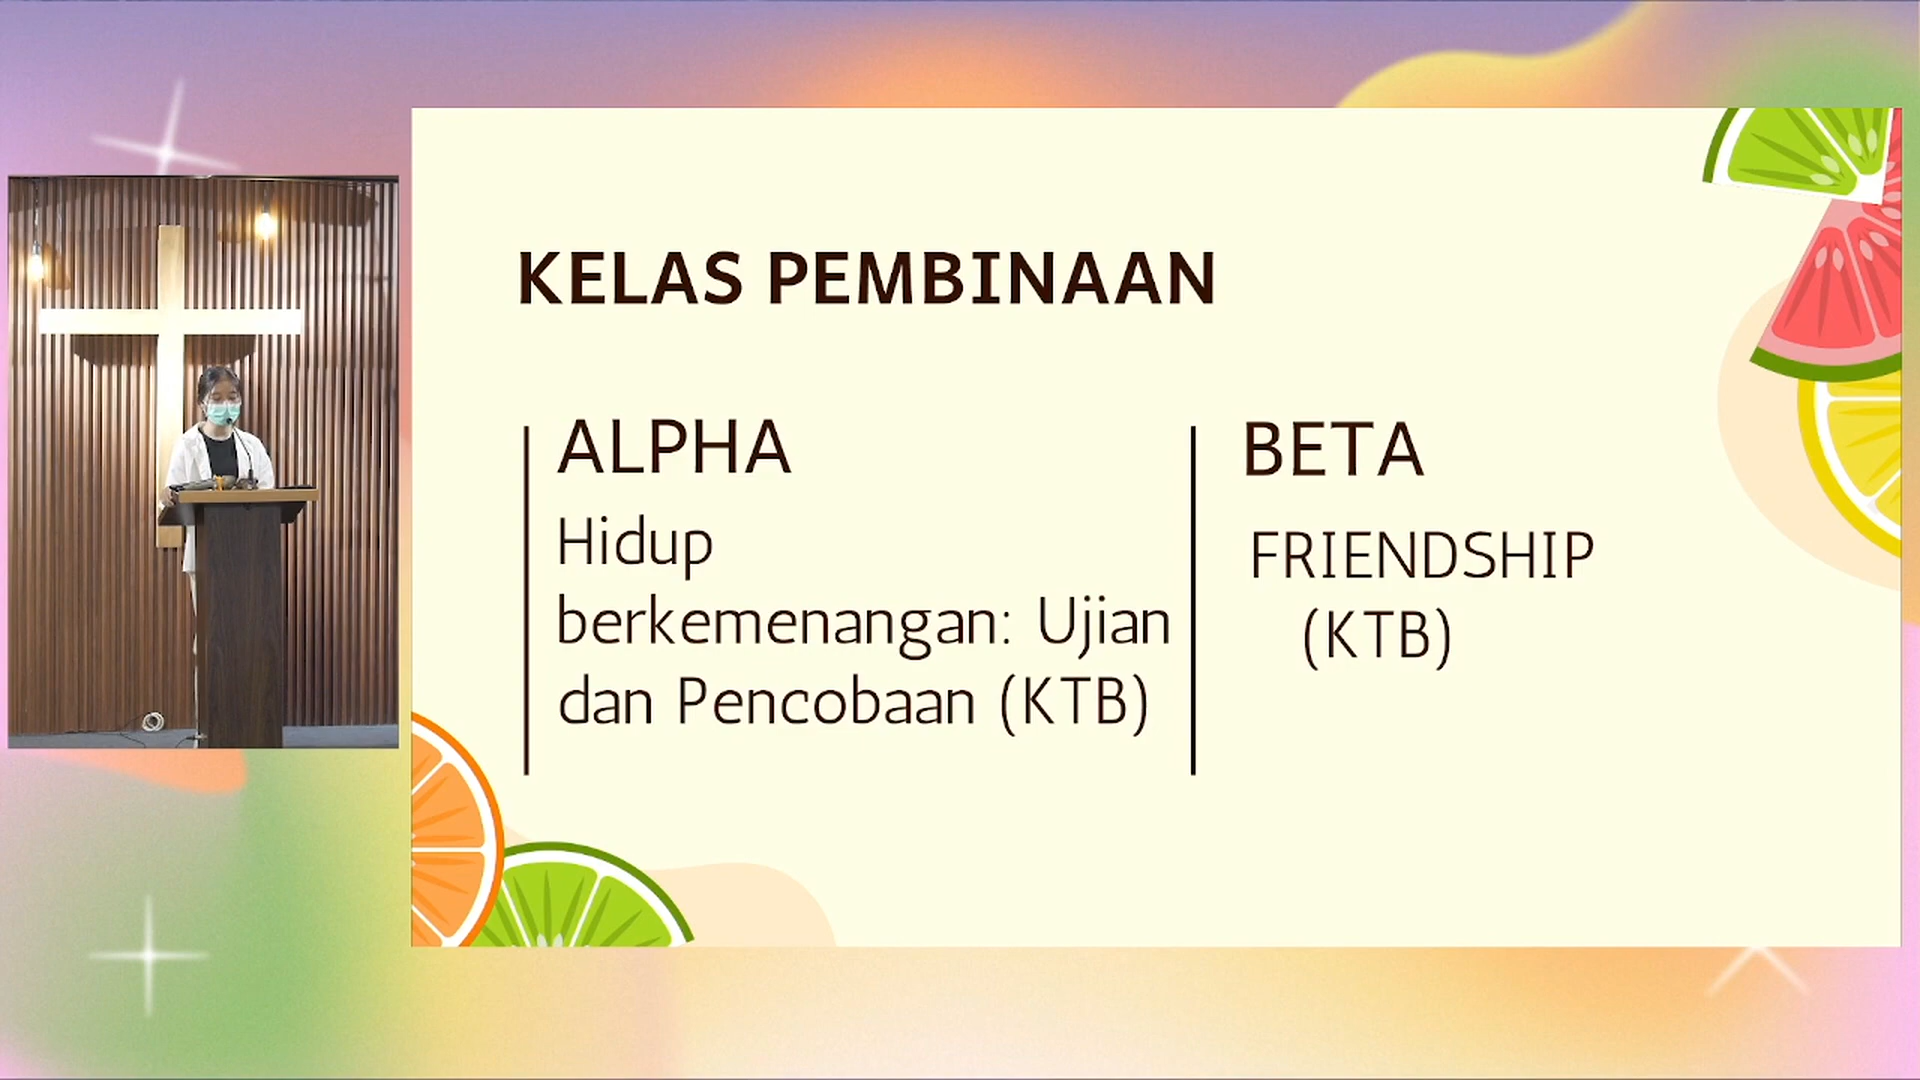 KELAS PEMBINAAN
ALPHA
Hidup
berkemenangan: Ujian
dan Pencobaan (KTB)
BETA
FRIENDSHIP
(KTB)